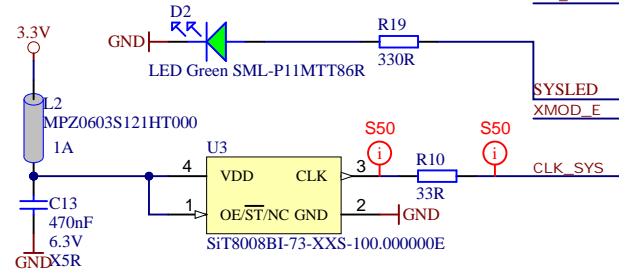 D2
R19
GND
330R
LED Green SML-P11MTT86R
3.3V
L2
MPZ0603S121HT000
1A
SYSLED
XMOD_E
U3
S50
S50
4
VDD
CLK
3
R10
CLK_SYS
i
i
33R
C13
470nF
6.3V
X5R
GND
1
OE/ST/NC
GND
2
GND
SiT8008BI-73-XXS-100.000000E